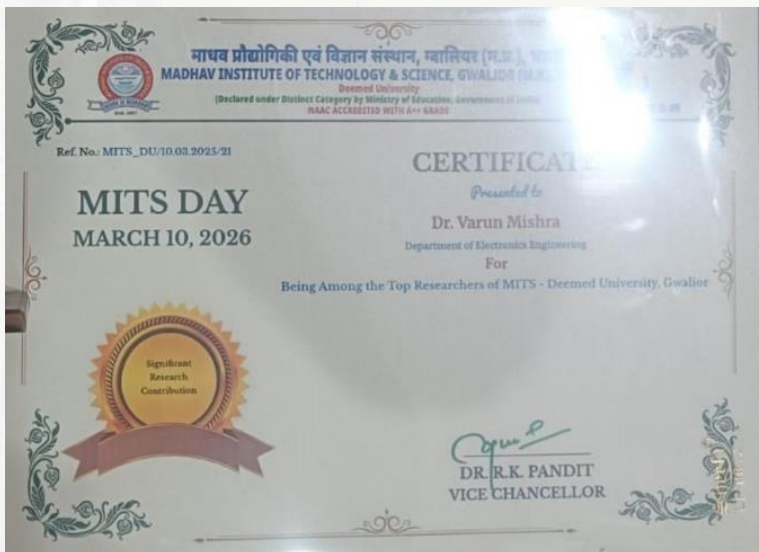 माधव प्रौद्योगिकी एवं विज्ञान संस्थान, ग्वालियर (म.प्र.),
MADHAV INSTITUTE OF TECHNOLOGY & SCIENCE, GWALIOR
Deemed University
(Declared under Distinct Category by Ministry of Education, Government of
NAAC ACCREDITED WITH A++ GRADE
Ref. No.: MITS_DU/10.03.2025/21
MITS DAY
MARCH 10, 2026
CERTIFICAT
Presented to
Dr. Varun Mishra
Department of Electronics Engineering
For
Being Among the Top Researchers of MITS - Deemed University, Gwalior
Significant
Research
Contribution
DR. R.K. PANDIT
VICE CHANCELLOR